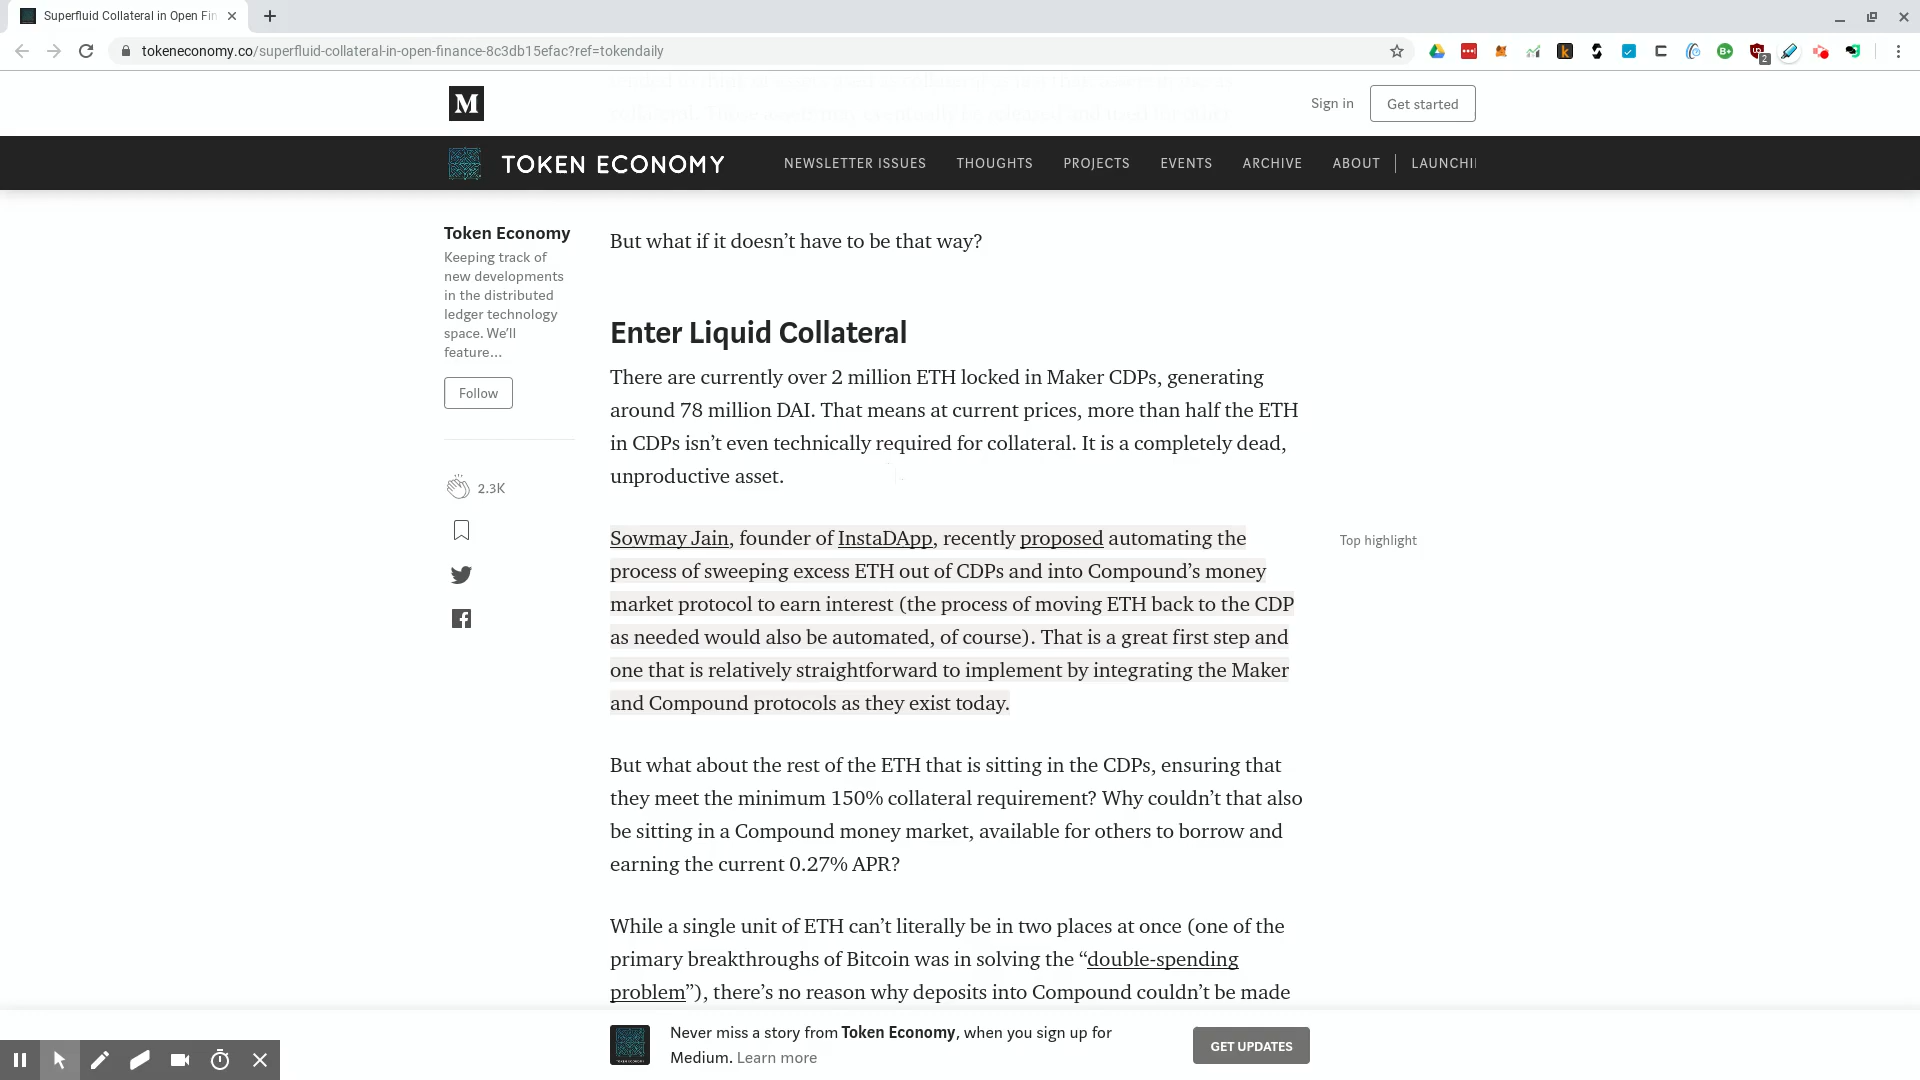 Superfluid Collateral in Open Fin
tokeneconomy.co/superfluid-collateral-in-open-finance-8c3db15efac?ref=tokendaily
2
M
Sign in
Get started
TOKEN ECONOMY
NEWSLETTER ISSUES THOUGHTS PROJECTS EVENTS ARCHIVE ABOUT LAUNCHI
Token Economy
Keeping track of
new developments
in the distributed
ledger technology
space. We’ll
feature…
Follow
2.3K
But what if it doesn’t have to be that way?
Enter Liquid Collateral
There are currently over 2 million ETH locked in Maker CDPs, generating
around 78 million DAI. That means at current prices, more than half the ETH
in CDPs isn’t even technically required for collateral. It is a completely dead,
unproductive asset.
Sowmay Jain, founder of InstaDApp, recently proposed automating the
process of sweeping excess ETH out of CDPs and into Compound’s money
market protocol to earn interest (the process of moving ETH back to the CDP
as needed would also be automated, of course). That is a great first step and
one that is relatively straightforward to implement by integrating the Maker
and Compound protocols as they exist today.
Top highlight
But what about the rest of the ETH that is sitting in the CDPs, ensuring that
they meet the minimum 150% collateral requirement? Why couldn’t that also
be sitting in a Compound money market, available for others to borrow and
earning the current 0.27% APR?
While a single unit of ETH can’t literally be in two places at once (one of the
primary breakthroughs of Bitcoin was in solving the “double-spending
problem”), there’s no reason why deposits into Compound couldn’t be made
Never miss a story from Token Economy, when you sign up for
Medium. Learn more
GET UPDATES